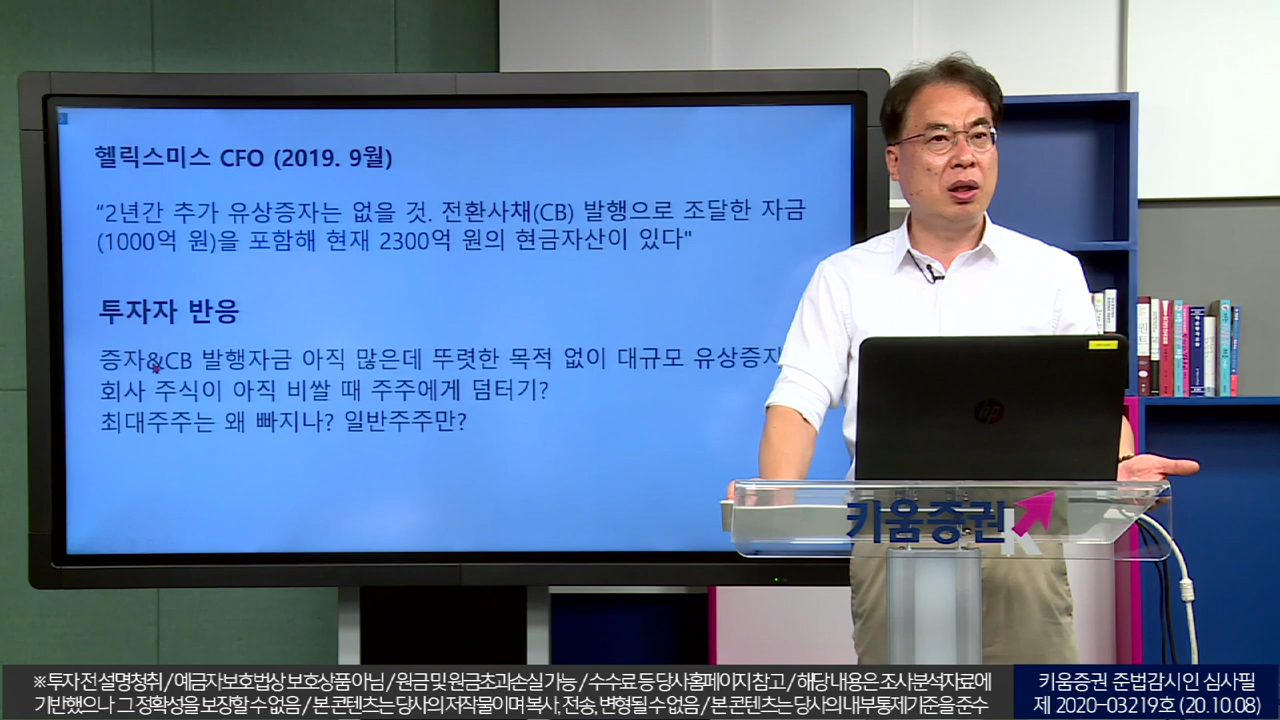 헬릭스미스 CFO (2019. 9월)
“2년간 추가 유상증자는 없을 것. 전환사채(CB) 발행으로 조달한 자금
(1000억 원)을 포함해 현재 2300억 원의 현금자산이 있다"
투자자 반응
증자&CB 발행자금 아직 많은데 뚜렷한 목적 없이 대규모 유상증자
회사 주식이 아직 비쌀 때 주주에게 덤터기?
최대주주는 왜 빠지나? 일반주주만?
hp
키움증권
※ 투자 전 설명청취 / 예금자보호법상 보호상품 아님 / 원금 및 원금초과손실 가능 / 수수료 등 당사 홈페이지 참고 / 해당 내용은 조사분석자료에
기반했으나 그 정확성을 보장할 수 없음 / 본 콘텐츠는 당사의 저작물이며 복사, 전송, 변형될 수 없음 / 본 콘텐츠는 당사의 내부통제기준을 준수
키움증권 준법감시인 심사필
제 2020-03219호 (20.10.08)